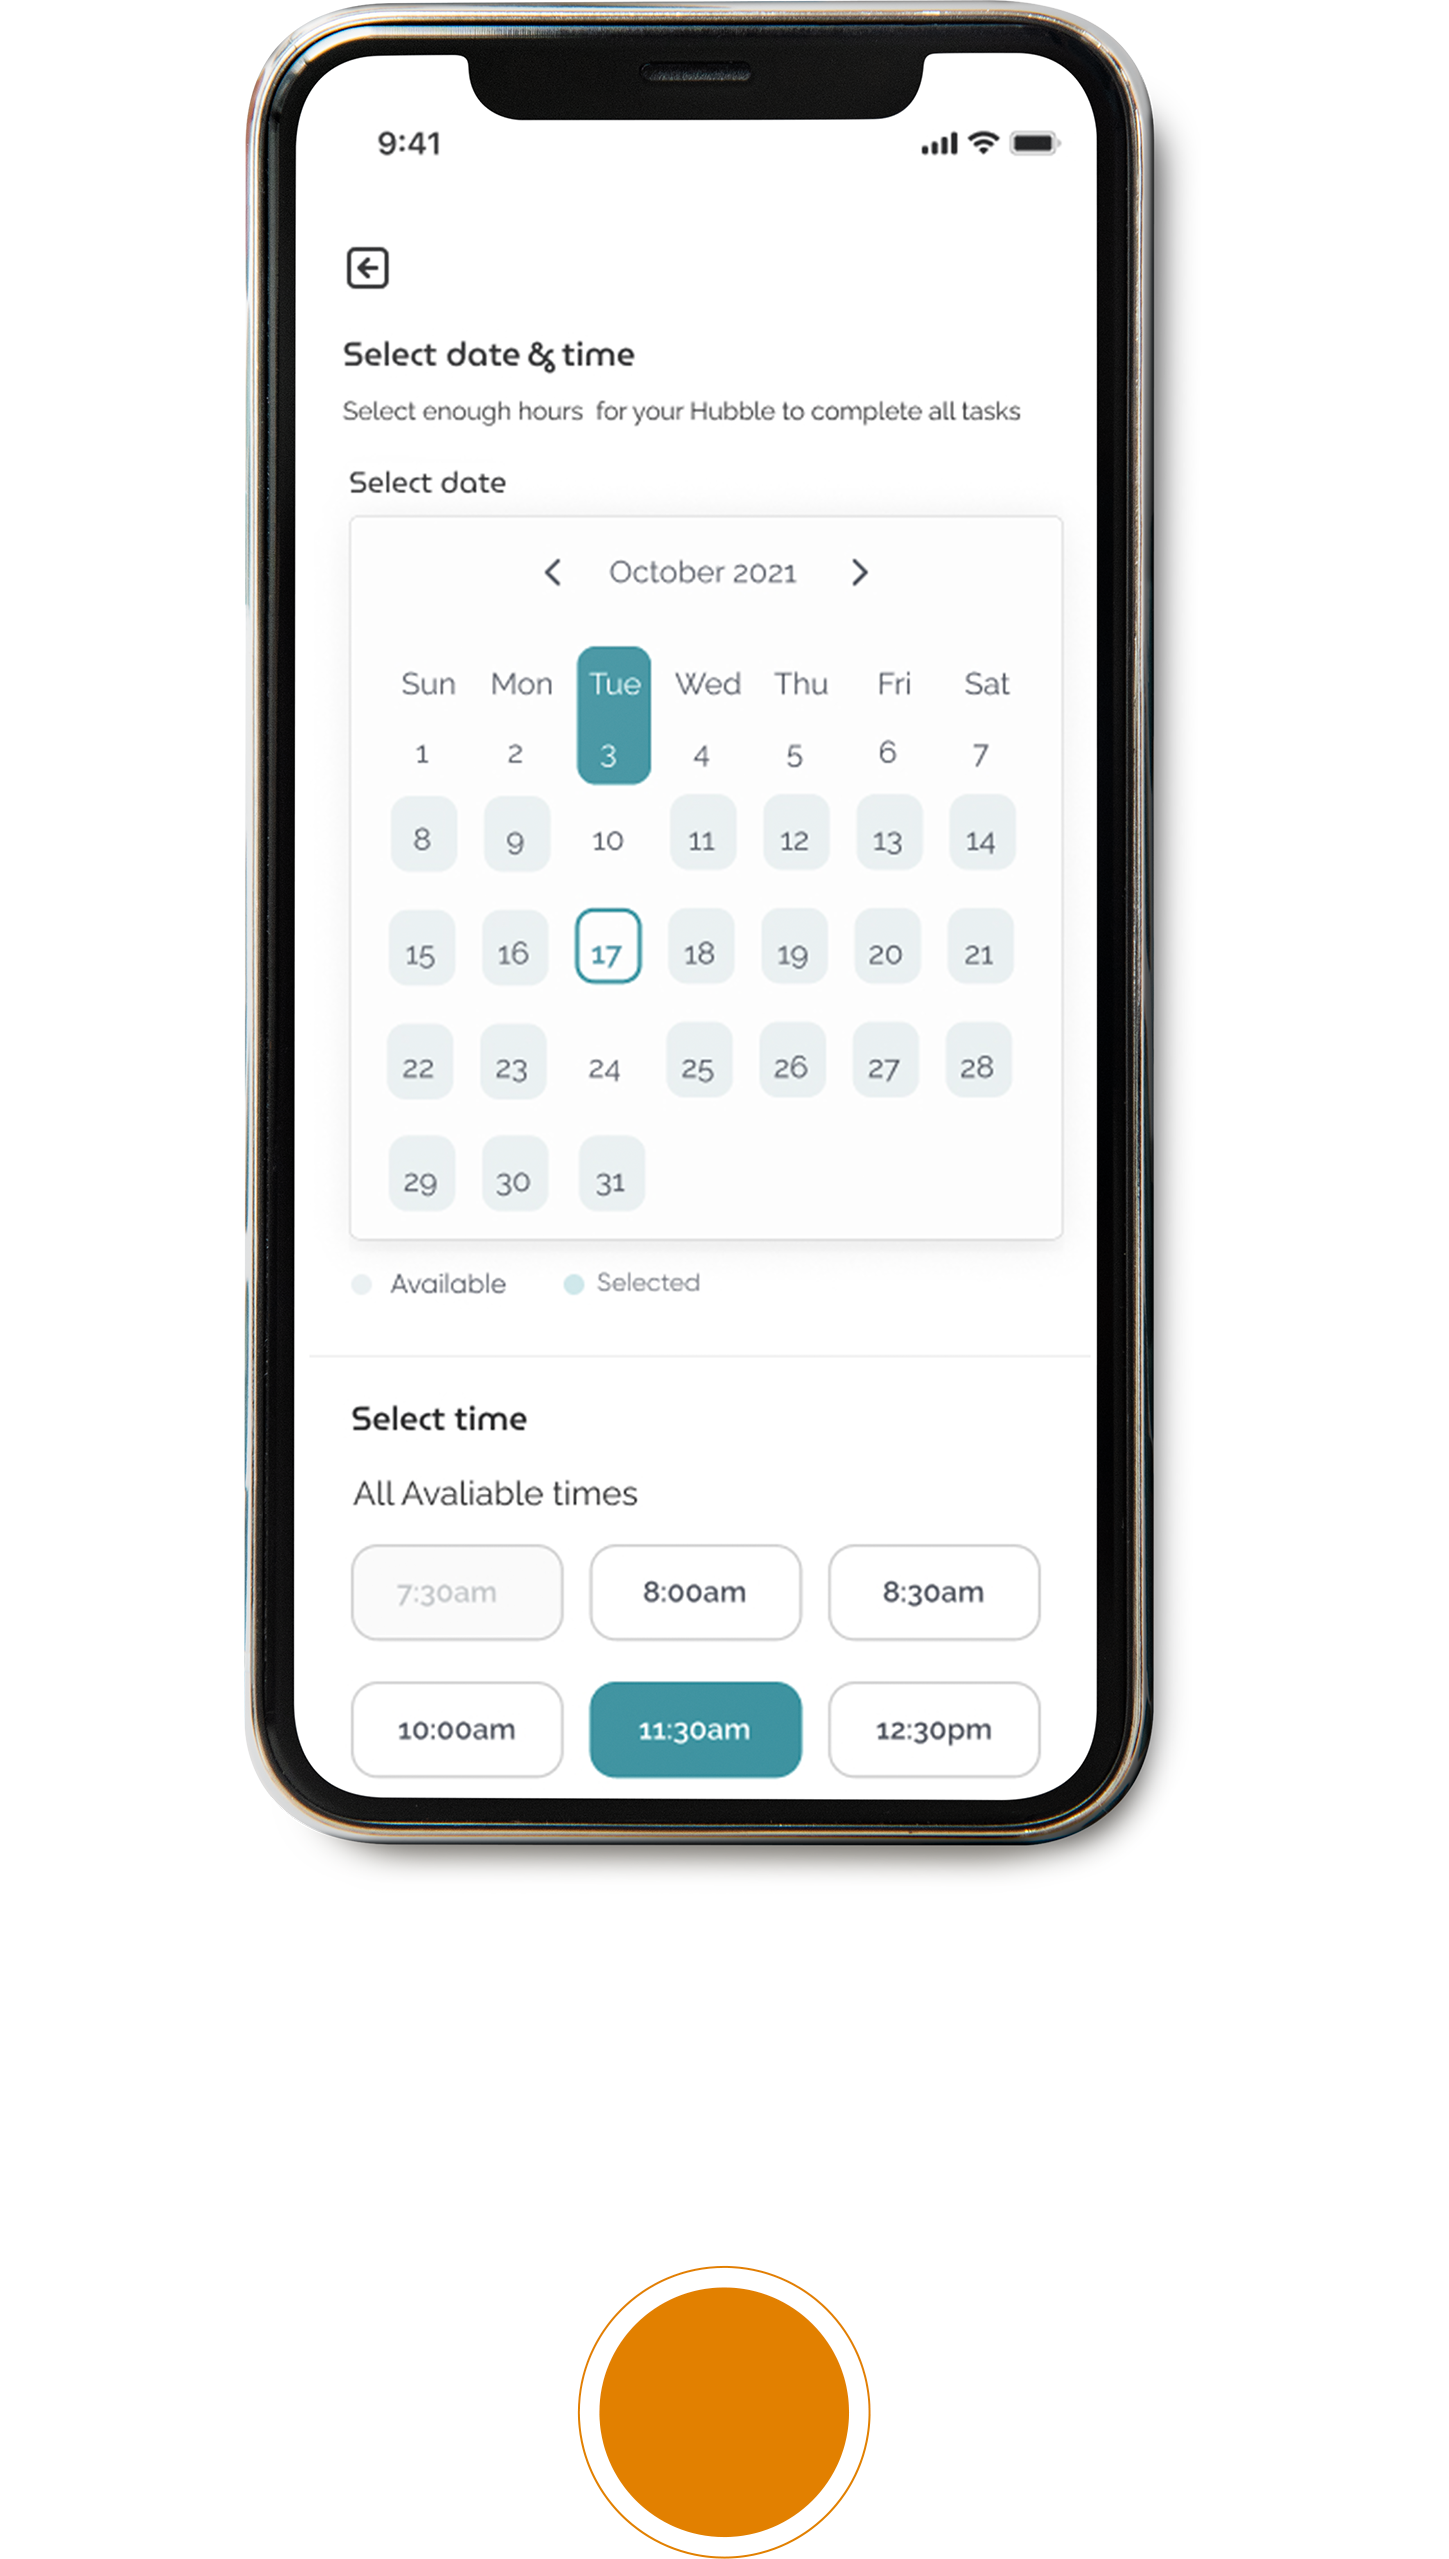 9:41
Select date & time
Select enough hours for your Hubble to complete all tasks
Select date
October 2021
Sun Mon Tue Wed Thu Fri Sat
1 2 3 4 5 6 7
8 9 10 11 12 13 14
15 16 17 18 19 20 21
22 23 24 25 26 27 28
29 30 31
Available Selected
Select time
All Avaliable times
7:30am 8:00am 8:30am
10:00am 11:30am 12:30pm